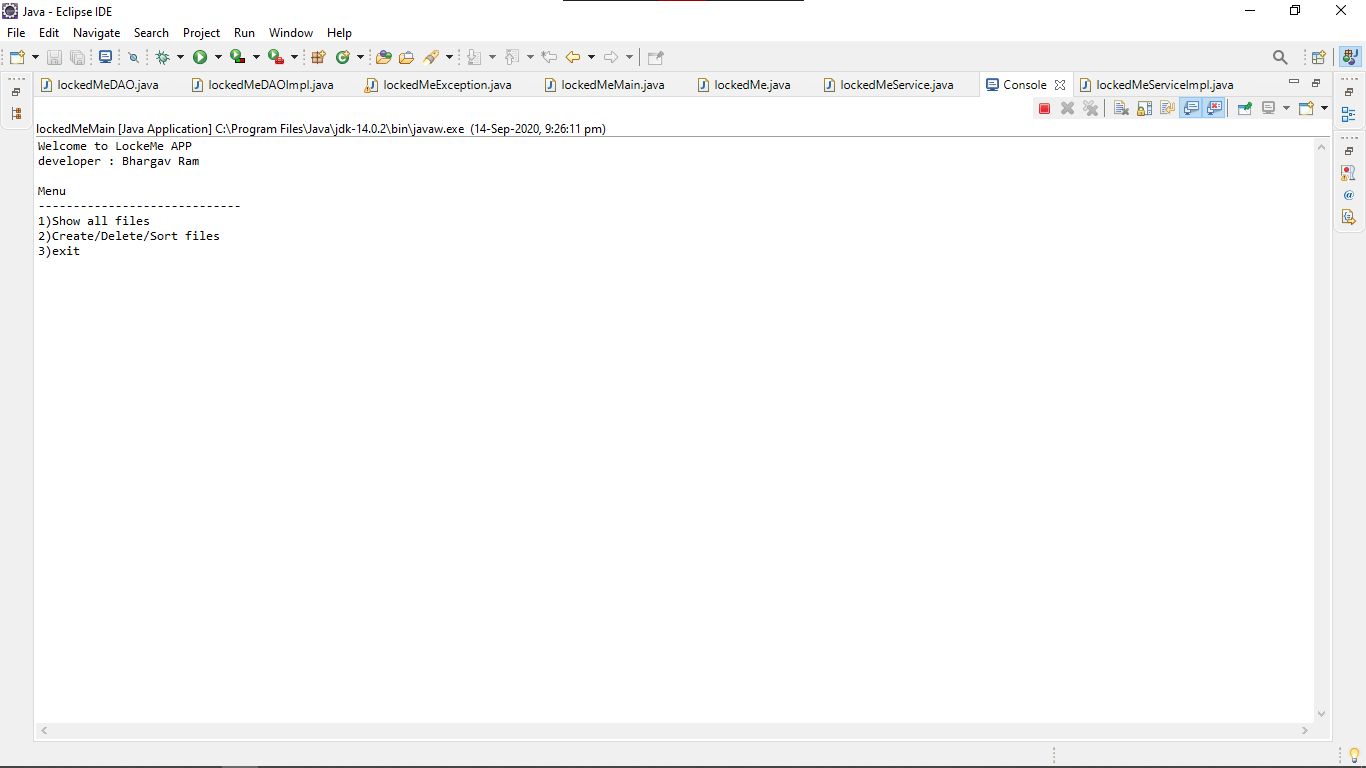 Java - Eclipse IDE
File Edit Navigate Search Project Run Window Help
lockedMeDAO.java lockedMeDAOImpl.java lockedMeException.java lockedMeMain.java lockedMe.java lockedMeService.java Console lockedMeServiceImpl.java
lockedMeMain [Java Application] C:\Program Files\Java\jdk-14.0.2\bin\javaw.exe (14-Sep-2020, 9:26:11 pm)
Welcome to LockeMe APP
developer : Bhargav Ram
Menu
-----------------------------
1)Show all files
2)Create/Delete/Sort files
3)exit